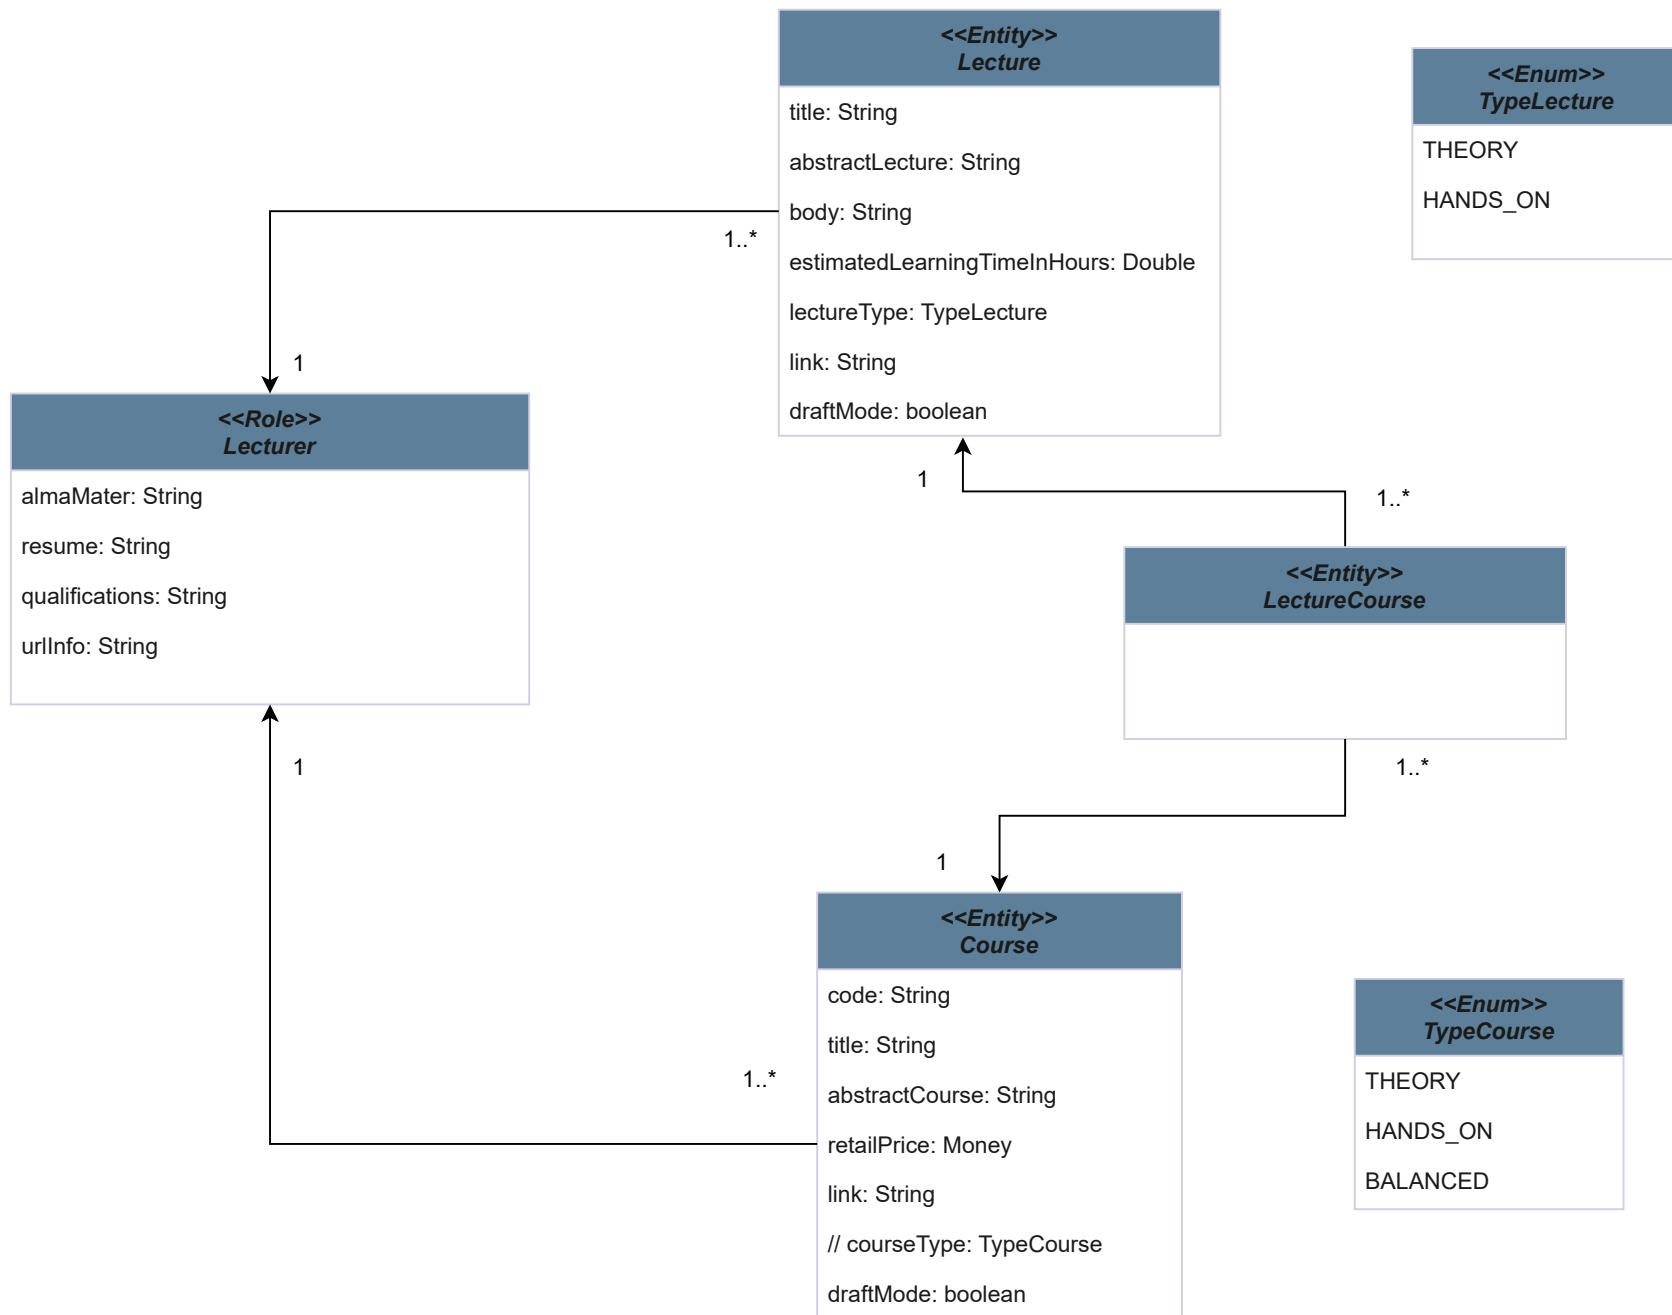 <<Entity>>
Lecture
title: String
abstractLecture: String
body: String
estimatedLearningTimeInHours: Double
lectureType: TypeLecture
link: String
draftMode: boolean
<<Enum>>
TypeLecture
THEORY
HANDS_ON
1..*
1
<<Role>>
Lecturer
almaMater: String
resume: String
qualifications: String
urlInfo: String
1
1..*
<<Entity>>
LectureCourse
1..*
1
1
1..*
<<Entity>>
Course
code: String
title: String
abstractCourse: String
retailPrice: Money
link: String
// courseType: TypeCourse
draftMode: boolean
<<Enum>>
TypeCourse
THEORY
HANDS_ON
BALANCED